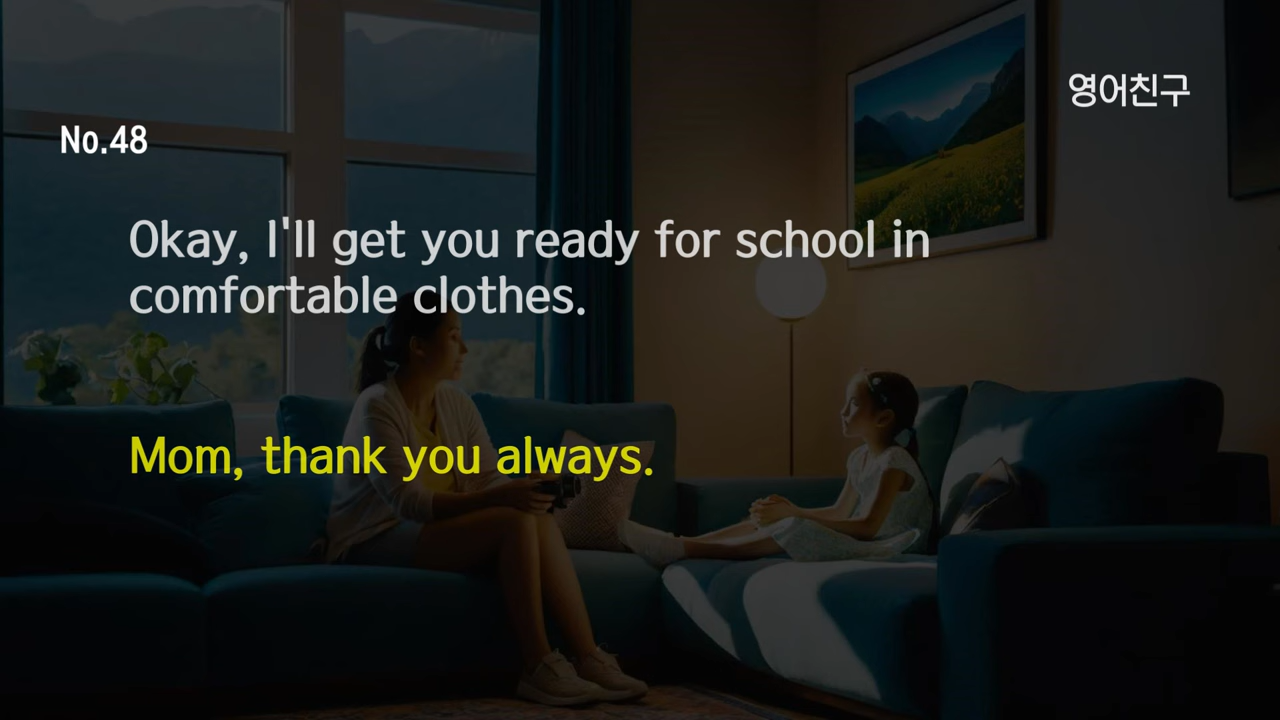 영어친구
No.48
Okay, I'll get you ready for school in
comfortable clothes.
Mom, thank you always.